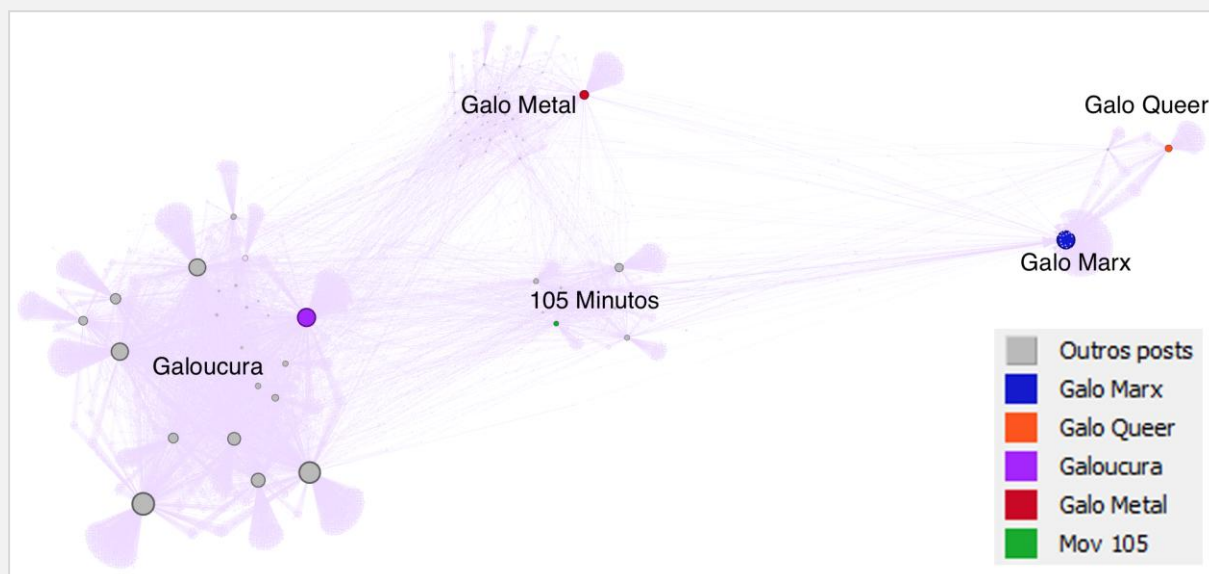 Galo Metal
Galo Queer
Galo Marx
105 Minutos
Galoucura
Outros posts
Galo Marx
Galo Queer
Galoucura
Galo Metal
Mov 105